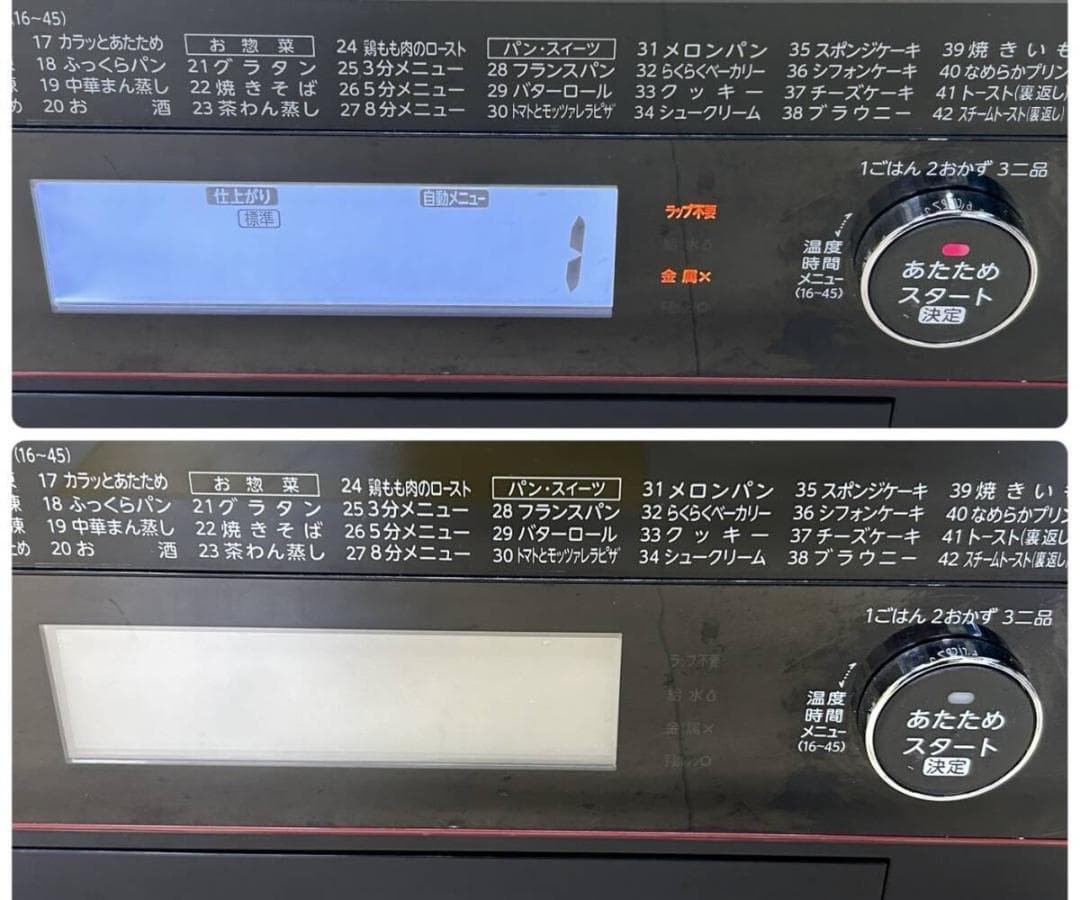 (16~45)
17 カラッとあたため
お惣菜
24 鶏もも肉のロースト
パン・スイーツ
31 メロンパン
35 スポンジケーキ
39 焼きいも
18 ふっくらパン
21 グラタン
25 3分メニュー
28 フランスパン
32 らくらくベーカリー
36 シフォンケーキ
40 なめらかプリン
凍 19 中華まん蒸し
22 焼きそば
26 5分メニュー
29 バターロール
33 クッキー
37 チーズケーキ
41 トースト(裏返し)
め 20 お酒
23 茶わん蒸し
27 8分メニュー
30 トマトとモッツァレラピザ
34 シュークリーム
38 ブラウニー
42 スチームトースト(裏返し)
1ごはん 2おかず 3二品
仕上がり
標準
自動メニュー
1
ラップ不要
給水
金属×
温度
時間
メニュー
(16~45)
あたため
スタート
決定
(16~45)
17 カラッとあたため
お惣菜
24 鶏もも肉のロースト
パン・スイーツ
31 メロンパン
35 スポンジケーキ
39 焼きいも
凍 18 ふっくらパン
21 グラタン
25 3分メニュー
28 フランスパン
32 らくらくベーカリー
36 シフォンケーキ
40 なめらかプリン
凍 19 中華まん蒸し
22 焼きそば
26 5分メニュー
29 バターロール
33 クッキー
37 チーズケーキ
41 トースト(裏返し
とめ 20 お酒
23 茶わん蒸し
27 8分メニュー
30 トマトとモッツァレラピザ
34 シュークリーム
38 ブラウニー
42 スチームトースト(裏返し)
1ごはん 2おかず 3二品
ラップ不要
給水
金属×
温度
時間
メニュー
(16~45)
あたため
スタート
決定